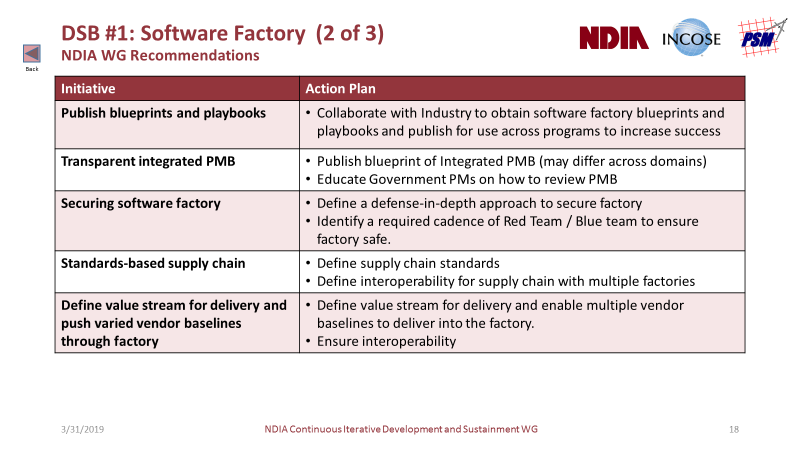 DSB #1: Software Factory (2 of 3)
NDIA WG Recommendations
NDIA
INCOSE
PSM
Back
Initiative
Action Plan
Publish blueprints and playbooks
• Collaborate with Industry to obtain software factory blueprints and
playbooks and publish for use across programs to increase success
Transparent integrated PMB
• Publish blueprint of Integrated PMB (may differ across domains)
• Educate Government PMs on how to review PMB
Securing software factory
• Define a defense-in-depth approach to secure factory
• Identify a required cadence of Red Team / Blue team to ensure
factory safe.
Standards-based supply chain
• Define supply chain standards
• Define interoperability for supply chain with multiple factories
Define value stream for delivery and
push varied vendor baselines
through factory
• Define value stream for delivery and enable multiple vendor
baselines to deliver into the factory.
• Ensure interoperability
3/31/2019
NDIA Continuous Iterative Development and Sustainment WG
18